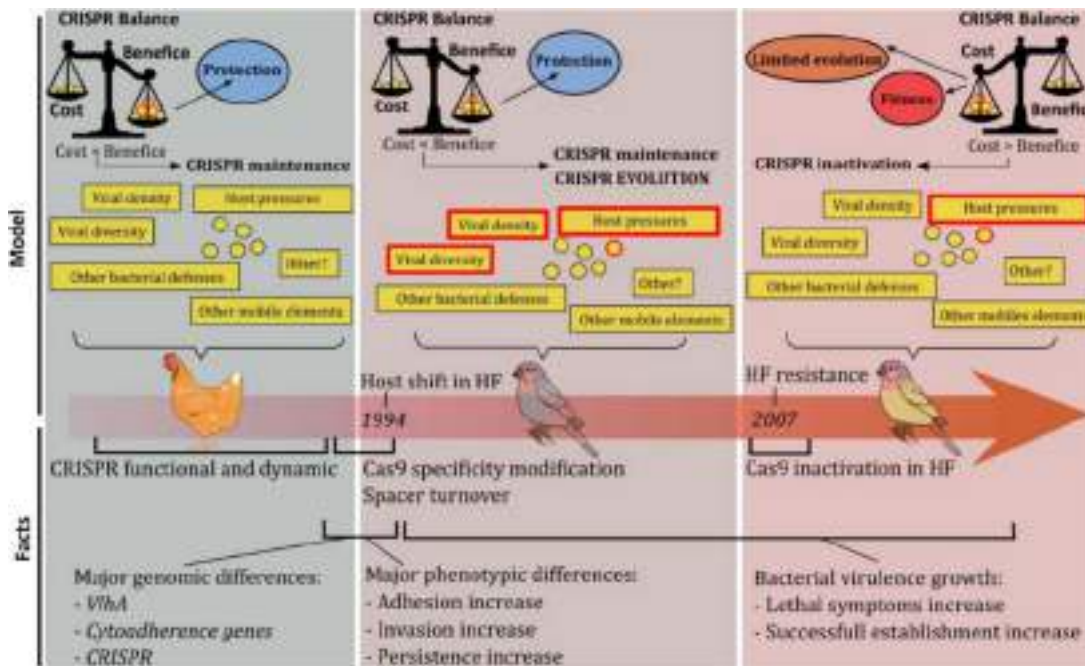 CRISPR Balance
Benefice
Protection
Cost
Cost < Benefice
CRISPR maintenance
Viral density
Host pressures
Viral diversity
Other?
Other bacterial defenses
Other mobile elements
CRISPR Balance
Benefice
Protection
Cost
Cost < Benefice
CRISPR maintenance
CRISPR EVOLUTION
Viral density
Host pressures
Viral diversity
Other?
Other bacterial defenses
Other mobile elements
CRISPR Balance
Limited evolution
Cost
Fitness
Benefice
Cost > Benefice
CRISPR inactivation
Viral density
Host pressures
Viral diversity
Other?
Other bacterial defenses
Other mobiles elements
Model
Host shift in HF
1994
HF resistance
2007
Facts
CRISPR functional and dynamic
Cas9 specificity modification
Spacer turnover
Cas9 inactivation in HF
Major genomic differences:
- VlhA
- Cytoadherence genes
- CRISPR
Major phenotypic differences:
- Adhesion increase
- Invasion increase
- Persistence increase
Bacterial virulence growth:
- Lethal symptoms increase
- Successfull establishment increase